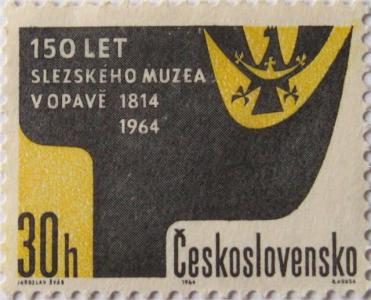 150 LET
SLEZSKÉHO MUZEA
V OPAVĚ 1814
1964
30h Československo
JAROSLAV ŠVÁB 1964